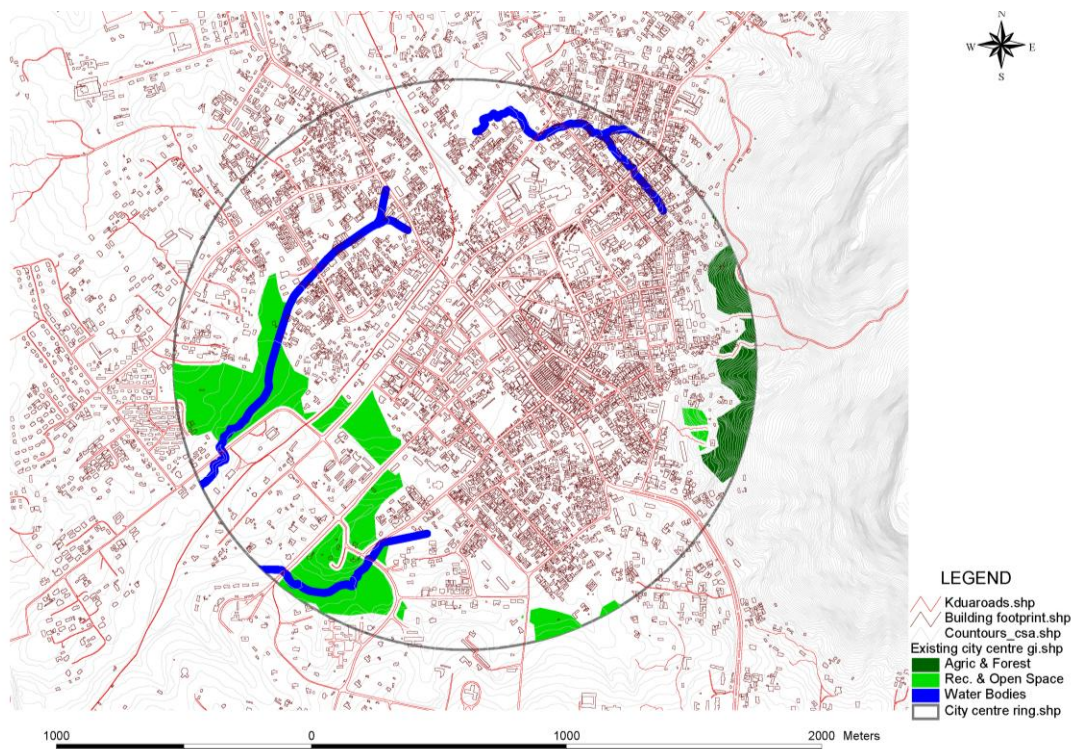 N
W E
S
LEGEND
Kduaroads.shp
Building footprint.shp
Countours_csa.shp
Existing city centre gi.shp
Agric & Forest
Rec. & Open Space
Water Bodies
City centre ring.shp
1000 0 1000 2000 Meters